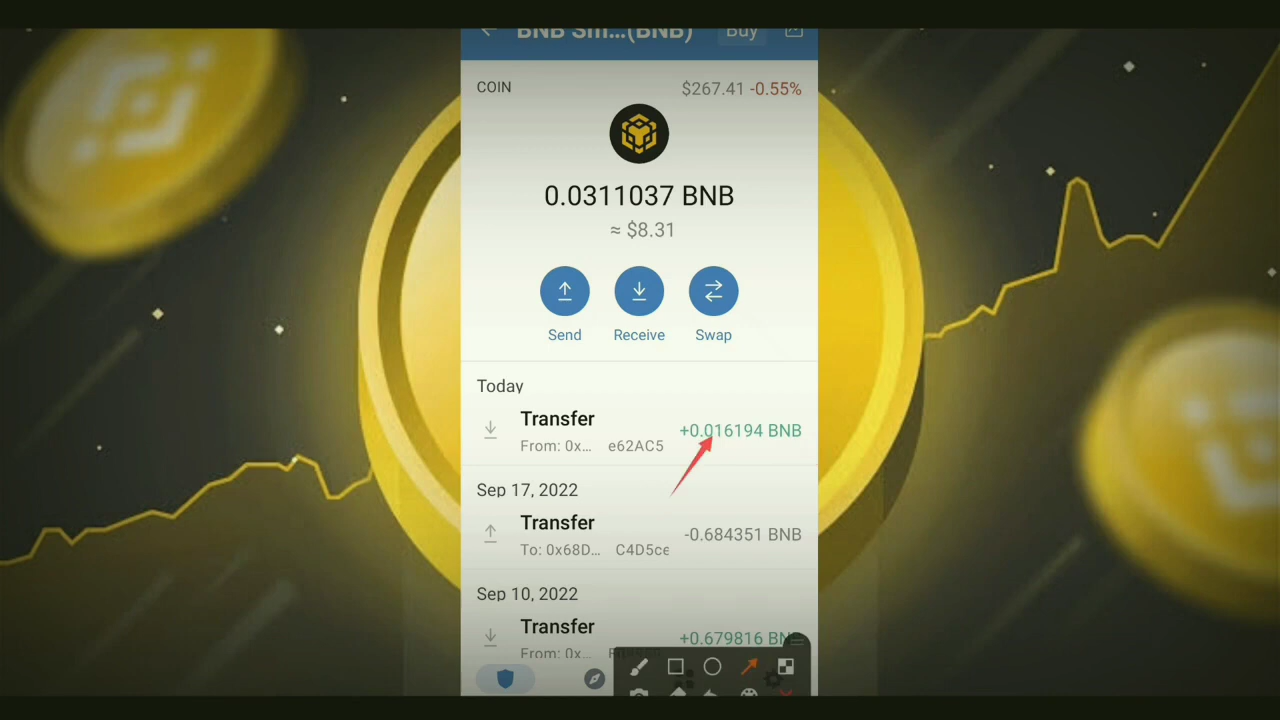 BNB Sm...(BNB) Buy
COIN $267.41 -0.55%
0.0311037 BNB
≈ $8.31
Send Receive Swap
Today
Transfer
+0.016194 BNB
From: 0x... e62AC5
Sep 17, 2022
Transfer
-0.684351 BNB
To: 0x68D... C4D5ce
Sep 10, 2022
Transfer
+0.679816 BNB
From: 0x...